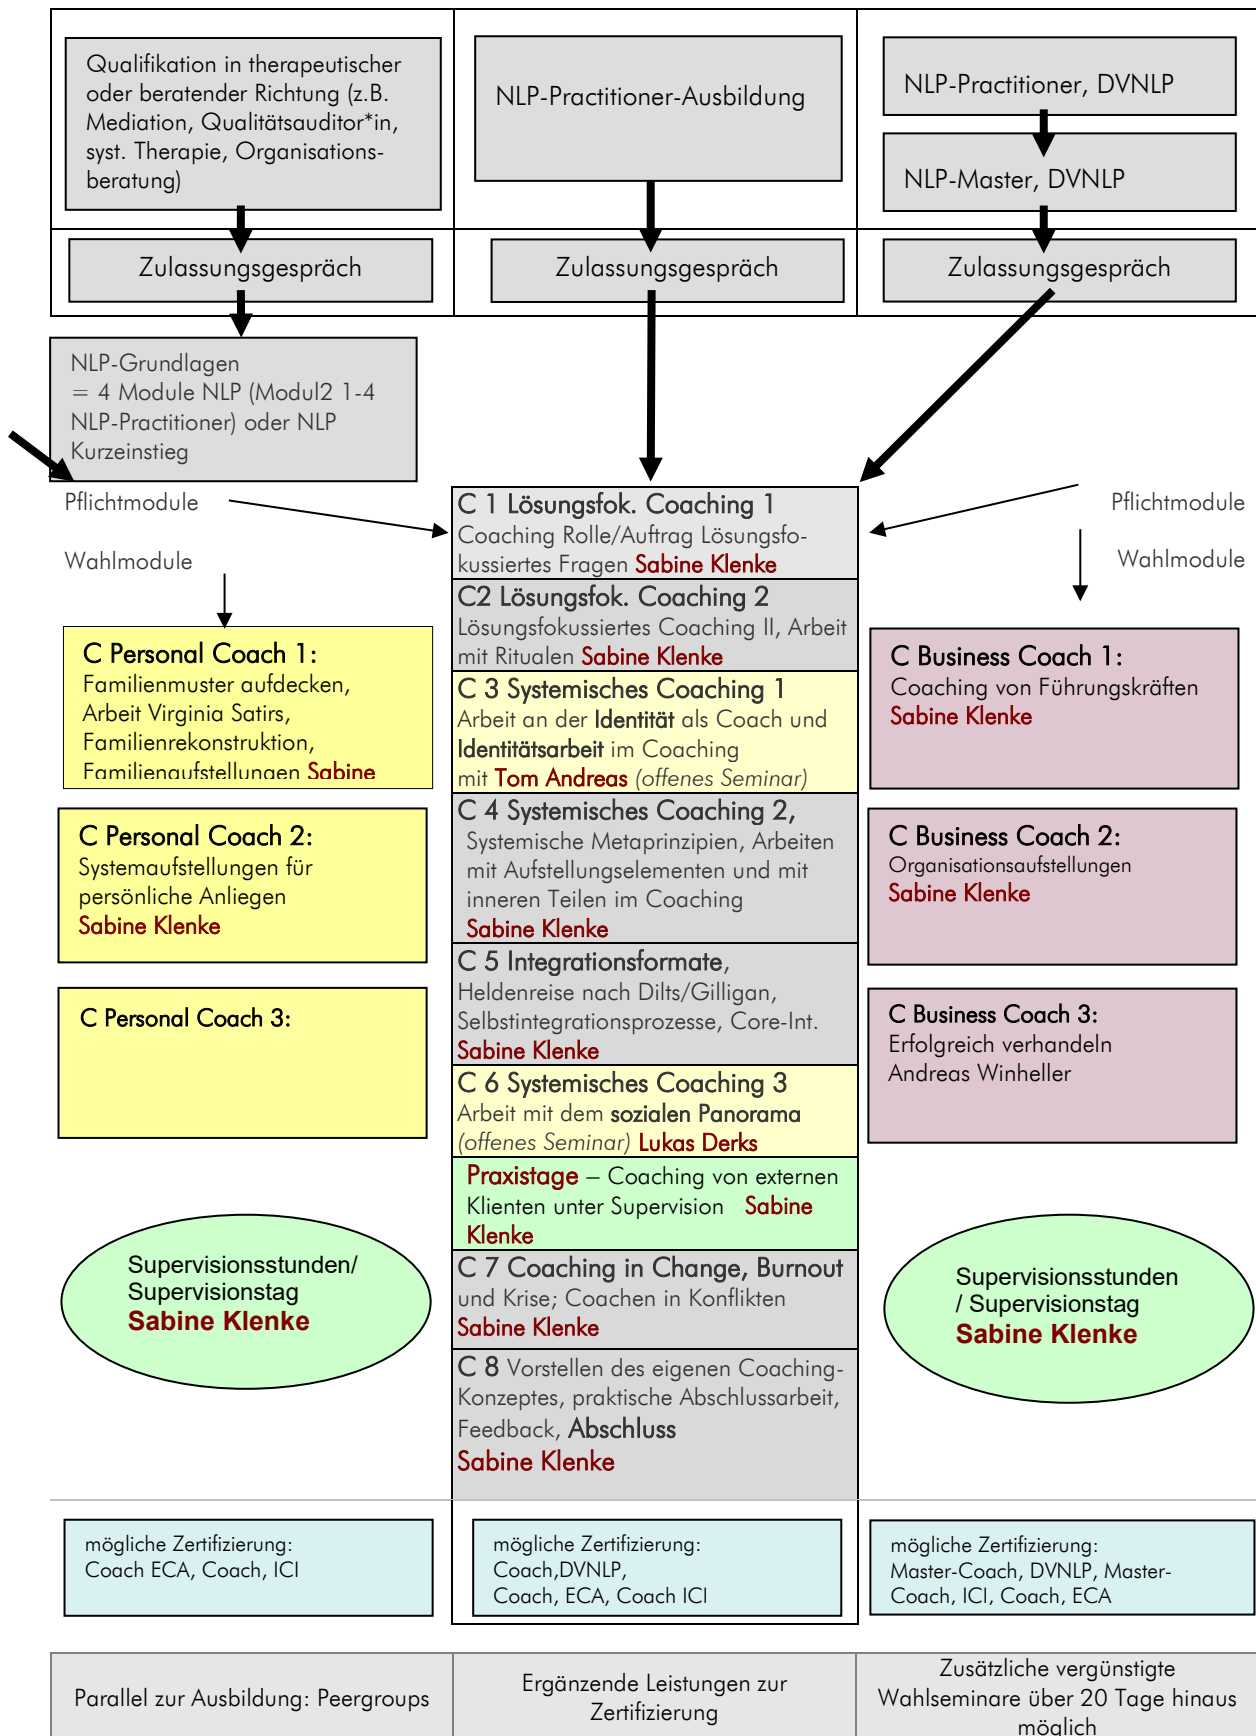 Qualifikation in therapeutischer
oder beratender Richtung (z.B.
Mediation, Qualitätsauditor*in,
syst. Therapie, Organisations-
beratung)
NLP-Practitioner-Ausbildung
NLP-Practitioner, DVNLP
NLP-Master, DVNLP
Zulassungsgespräch
Zulassungsgespräch
Zulassungsgespräch
NLP-Grundlagen
= 4 Module NLP (Modul2 1-4
NLP-Practitioner) oder NLP
Kurzeinstieg
Pflichtmodule
Wahlmodule
Pflichtmodule
Wahlmodule
C Personal Coach 1:
Familienmuster aufdecken,
Arbeit Virginia Satirs,
Familienrekonstruktion,
Familienaufstellungen Sabine
C Personal Coach 2:
Systemaufstellungen für
persönliche Anliegen
Sabine Klenke
C Personal Coach 3:
Supervisionsstunden/
Supervisionstag
Sabine Klenke
C 1 Lösungsfok. Coaching 1
Coaching Rolle/Auftrag Lösungsfo-
kussiertes Fragen Sabine Klenke
C2 Lösungsfok. Coaching 2
Lösungsfokussiertes Coaching II, Arbeit
mit Ritualen Sabine Klenke
C 3 Systemisches Coaching 1
Arbeit an der Identität als Coach und
Identitätsarbeit im Coaching
mit Tom Andreas (offenes Seminar)
C 4 Systemisches Coaching 2,
Systemische Metaprinzipien, Arbeiten
mit Aufstellungselementen und mit
inneren Teilen im Coaching
Sabine Klenke
C 5 Integrationsformate,
Heldenreise nach Dilts/Gilligan,
Selbstintegrationsprozesse, Core-Int.
Sabine Klenke
C 6 Systemisches Coaching 3
Arbeit mit dem sozialen Panorama
(offenes Seminar) Lukas Derks
Praxistage – Coaching von externen
Klienten unter Supervision Sabine
Klenke
C 7 Coaching in Change, Burnout
und Krise; Coachen in Konflikten
Sabine Klenke
C 8 Vorstellen des eigenen Coaching-
Konzeptes, praktische Abschlussarbeit,
Feedback, Abschluss
Sabine Klenke
C Business Coach 1:
Coaching von Führungskräften
Sabine Klenke
C Business Coach 2:
Organisationsaufstellungen
Sabine Klenke
C Business Coach 3:
Erfolgreich verhandeln
Andreas Winheller
Supervisionsstunden
/ Supervisionstag
Sabine Klenke
mögliche Zertifizierung:
Coach ECA, Coach, ICI
mögliche Zertifizierung:
Coach,DVNLP,
Coach, ECA, Coach ICI
mögliche Zertifizierung:
Master-Coach, DVNLP, Master-
Coach, ICI, Coach, ECA
Parallel zur Ausbildung: Peergroups
Ergänzende Leistungen zur
Zertifizierung
Zusätzliche vergünstigte
Wahlseminare über 20 Tage hinaus
möglich